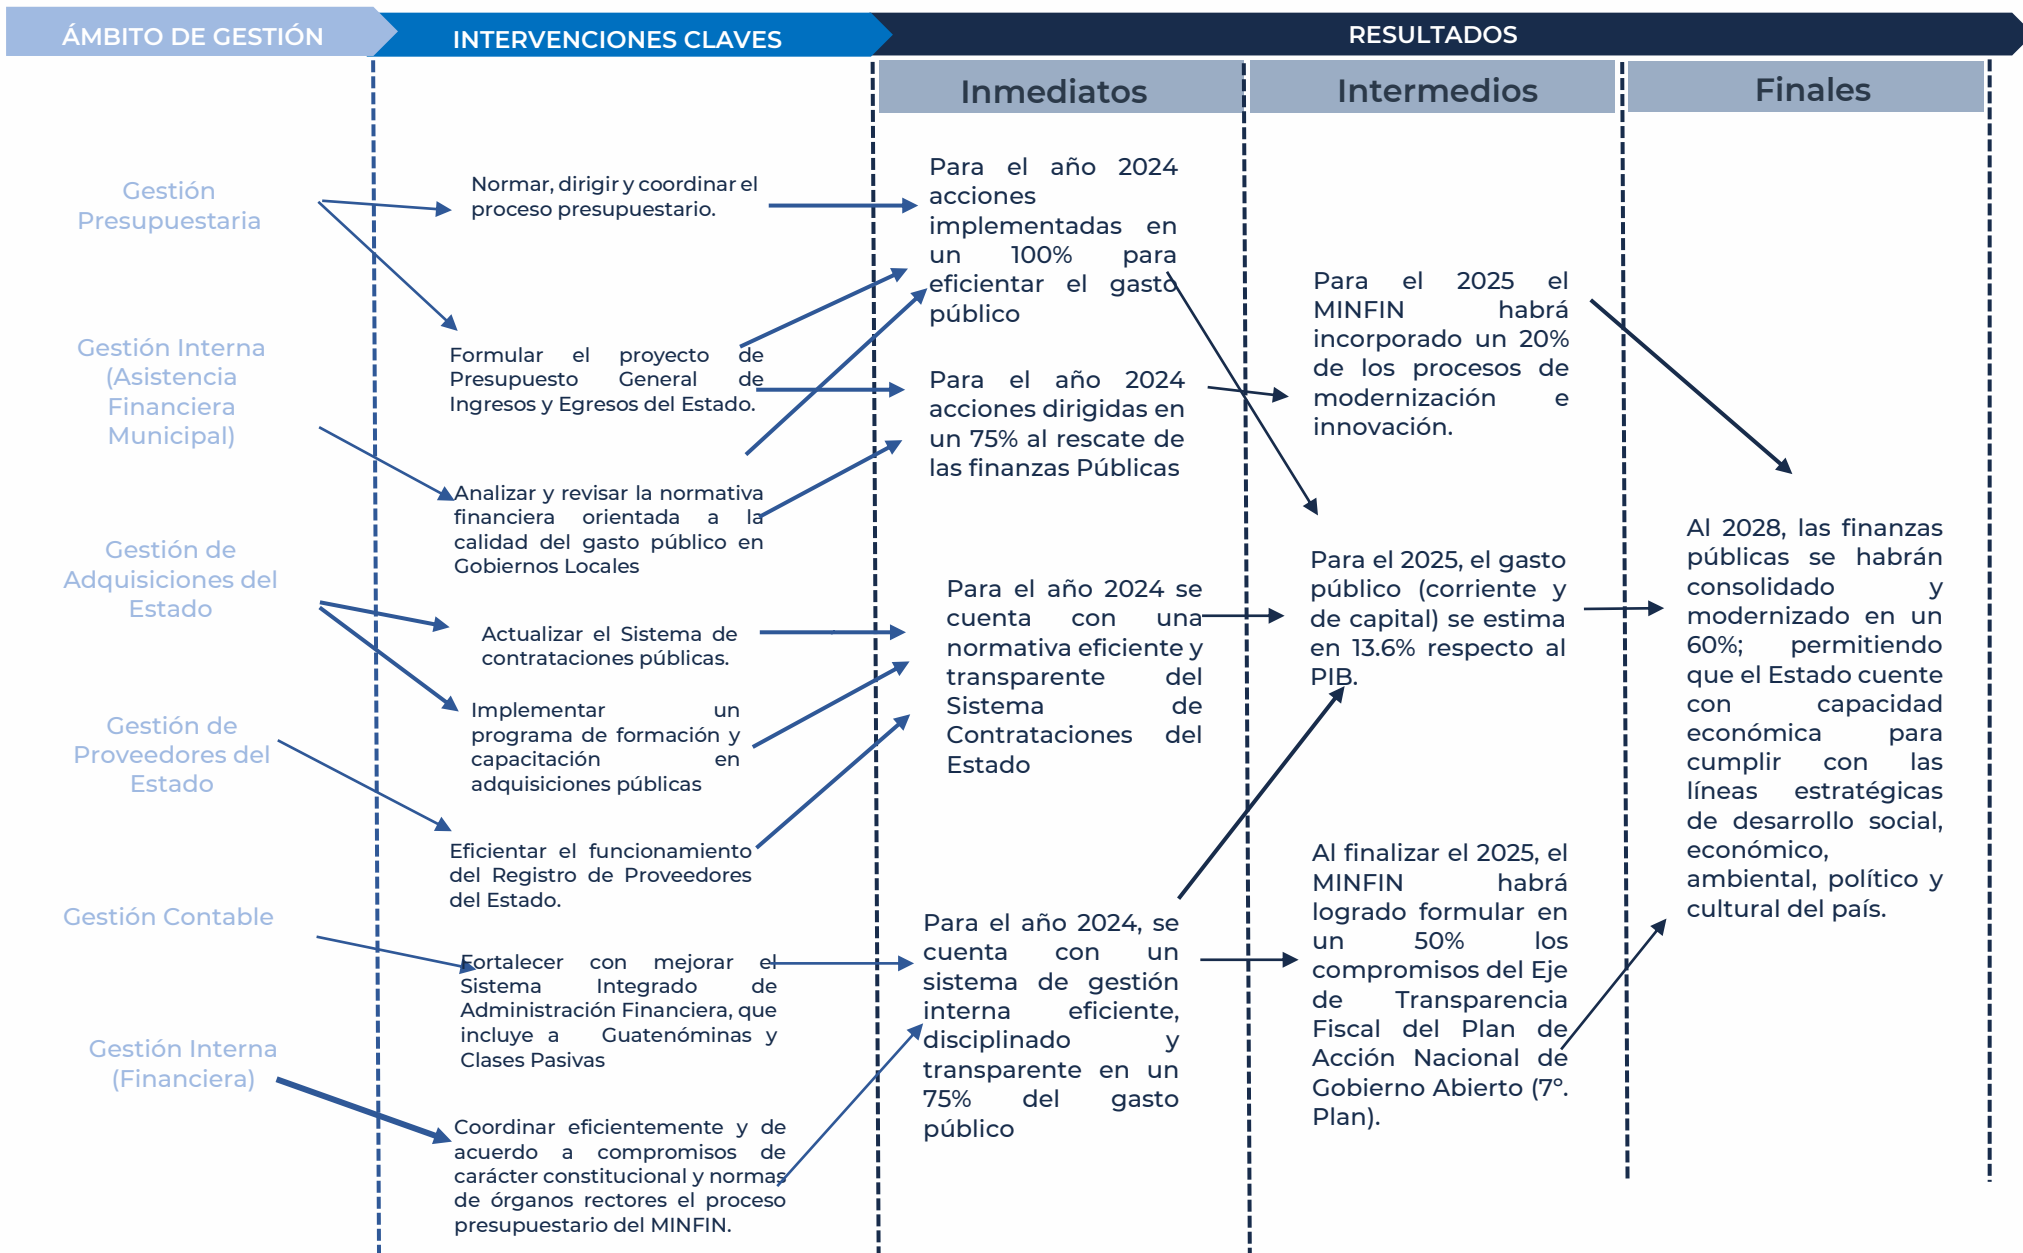 ÁMBITO DE GESTIÓN
INTERVENCIONES CLAVES
RESULTADOS
Inmediatos
Intermedios
Finales
Gestión
Presupuestaria
Gestión Interna
(Asistencia
Financiera
Municipal)
Gestión de
Adquisiciones del
Estado
Gestión de
Proveedores del
Estado
Gestión Contable
Gestión Interna
(Financiera)
Normar, dirigir y coordinar el
proceso presupuestario.
Formular el proyecto de
Presupuesto General de
Ingresos y Egresos del Estado.
Analizar y revisar la normativa
financiera orientada a la
calidad del gasto público en
Gobiernos Locales
Actualizar el Sistema de
contrataciones públicas.
Implementar un
programa de formación y
capacitación en
adquisiciones públicas
Eficientar el funcionamiento
del Registro de Proveedores
del Estado.
Fortalecer con mejorar el
Sistema Integrado de
Administración Financiera, que
incluye a Guatenóminas y
Clases Pasivas
Coordinar eficientemente y de
acuerdo a compromisos de
carácter constitucional y normas
de órganos rectores el proceso
presupuestario del MINFIN.
Para el año 2024
acciones
implementadas en
un 100% para
eficientar el gasto
público
Para el año 2024
acciones dirigidas en
un 75% al rescate de
las finanzas Públicas
Para el año 2024 se
cuenta con una
normativa eficiente y
transparente del
Sistema de
Contrataciones del
Estado
Para el año 2024, se
cuenta con un
sistema de gestión
interna eficiente,
disciplinado y
transparente en un
75% del gasto
público
Para el 2025 el
MINFIN habrá
incorporado un 20%
de los procesos de
modernización e
innovación.
Para el 2025, el gasto
público (corriente y
de capital) se estima
en 13.6% respecto al
PIB.
Al finalizar el 2025, el
MINFIN habrá
logrado formular en
un 50% los
compromisos del Eje
de Transparencia
Fiscal del Plan de
Acción Nacional de
Gobierno Abierto (7º.
Plan).
Al 2028, las finanzas
públicas se habrán
consolidado y
modernizado en un
60%; permitiendo
que el Estado cuente
con capacidad
económica para
cumplir con las
líneas estratégicas
de desarrollo social,
económico,
ambiental, político y
cultural del país.